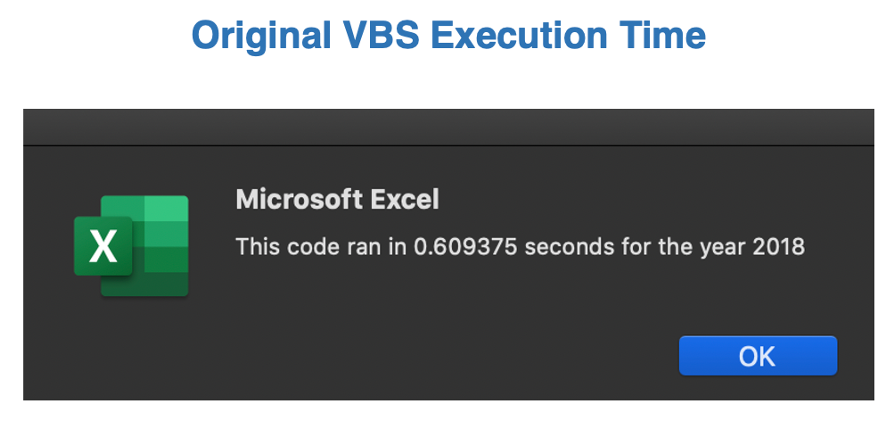 Original VBS Execution Time
X
Microsoft Excel
This code ran in 0.609375 seconds for the year 2018
OK